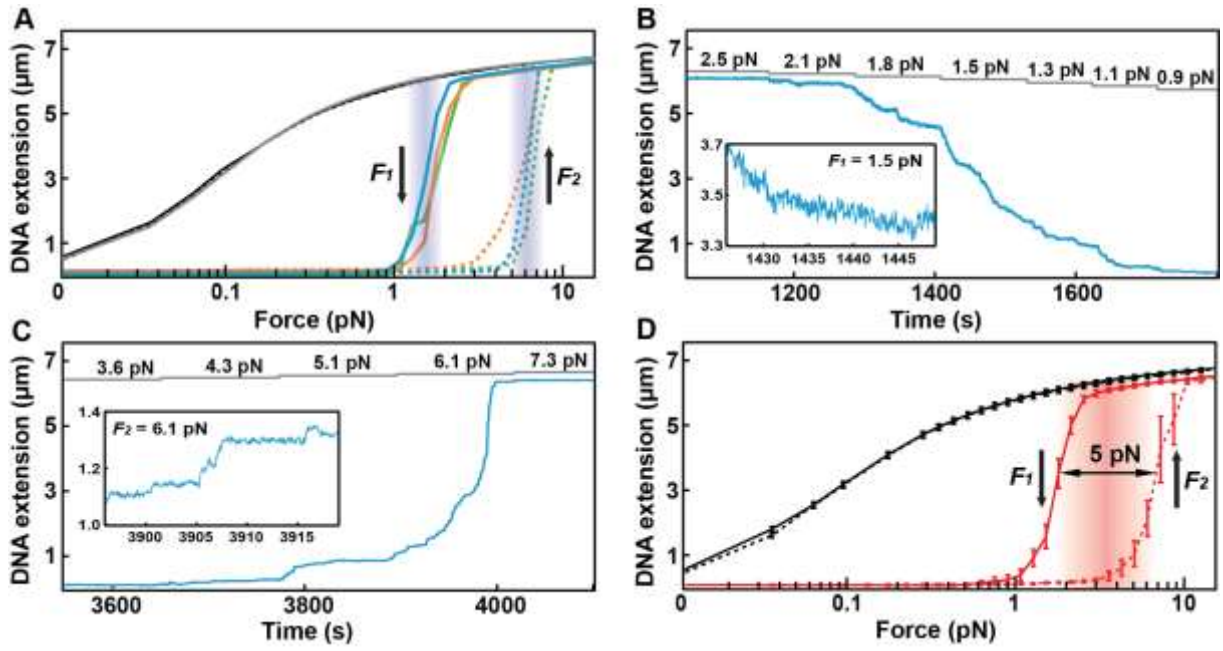 A
DNA extension (µm)
7
5
3
1
F1
F2
0
0.1
1
10
Force (pN)
B
DNA extension (µm)
7
5
3
1
2.5 pN
2.1 pN
1.8 pN
1.5 pN
1.3 pN
1.1 pN
0.9 pN
F1 = 1.5 pN
3.7
3.5
3.3
1430
1435
1440
1445
1200
1400
1600
Time (s)
C
DNA extension (µm)
7
5
3
1
3.6 pN
4.3 pN
5.1 pN
6.1 pN
7.3 pN
F2 = 6.1 pN
1.4
1.2
1.0
3900
3905
3910
3915
3600
3800
4000
Time (s)
D
DNA extension (µm)
7
5
3
1
F1
5 pN
F2
0
0.1
1
10
Force (pN)